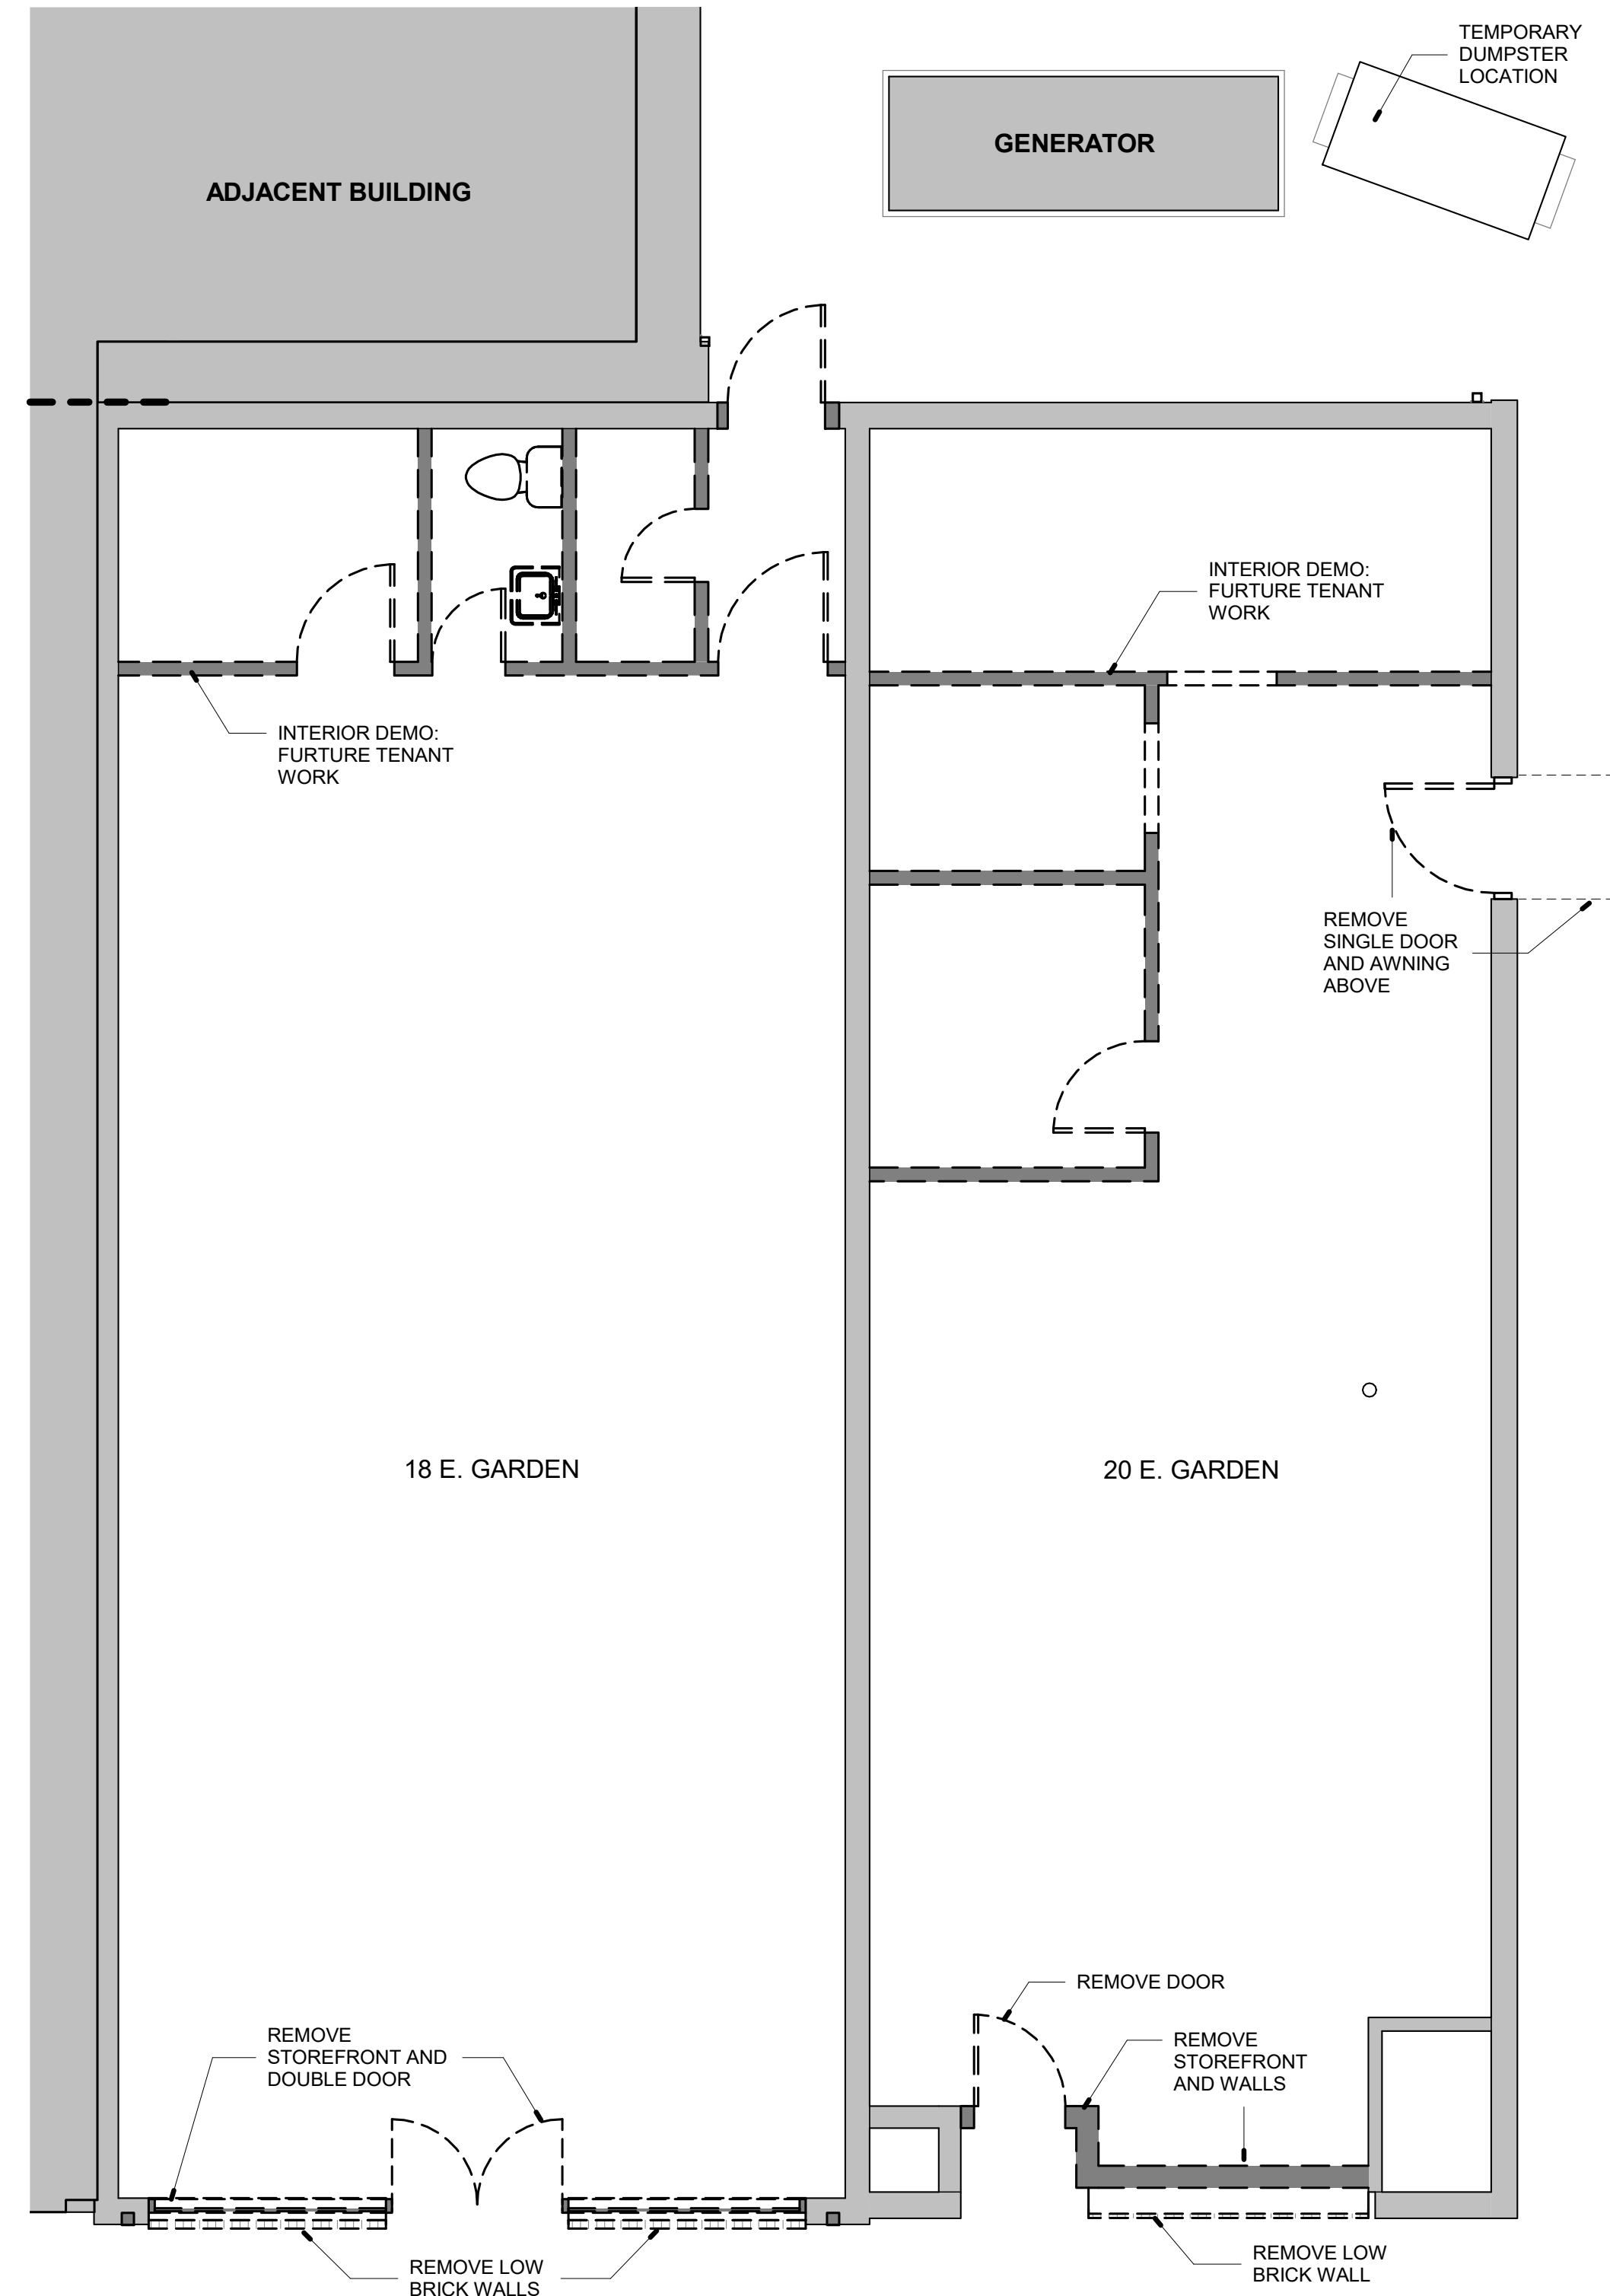 TEMPORARY
DUMPSTER
LOCATION
GENERATOR
ADJACENT BUILDING
INTERIOR DEMO:
FURTURE TENANT
WORK
INTERIOR DEMO:
FURTURE TENANT
WORK
REMOVE
SINGLE DOOR
AND AWNING
ABOVE
18 E. GARDEN
20 E. GARDEN
REMOVE DOOR
REMOVE
STOREFRONT AND
DOUBLE DOOR
REMOVE
STOREFRONT
AND WALLS
REMOVE LOW
BRICK WALLS
REMOVE LOW
BRICK WALL